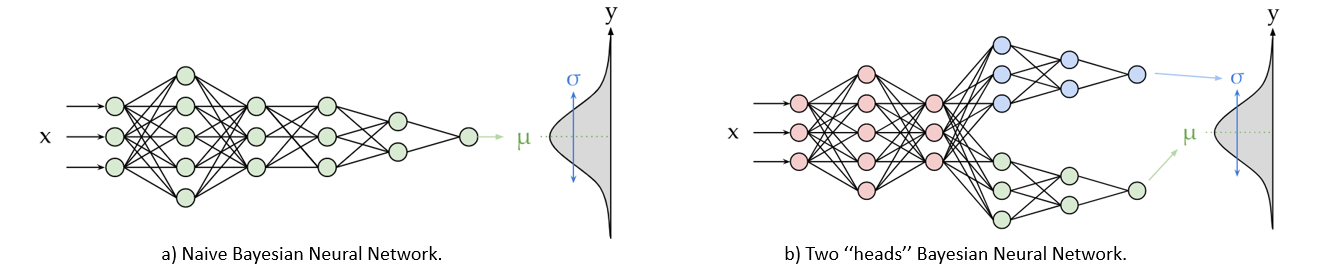 y
σ
x
μ
a) Naive Bayesian Neural Network.
y
σ
μ
x
b) Two “heads” Bayesian Neural Network.